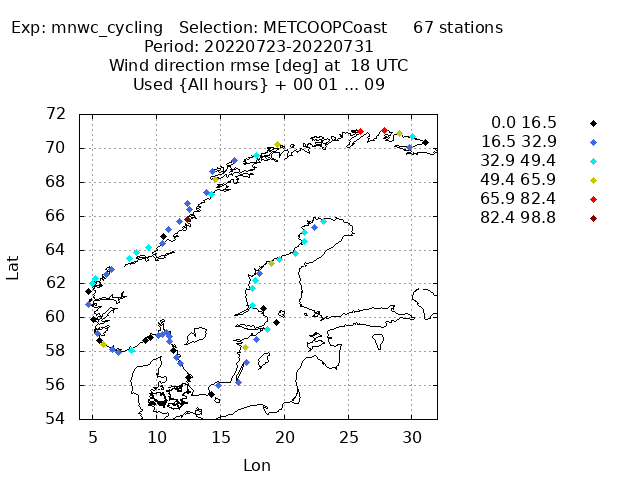 Exp: mnwc_cycling Selection: METCOOPCoast 67 stations
Period: 20220723-20220731
Wind direction rmse [deg] at 18 UTC
Used {All hours} + 00 01 ... 09
72
70
68
66
64
62
60
58
56
54
Lat
5 10 15 20 25 30
Lon
0.0 16.5
16.5 32.9
32.9 49.4
49.4 65.9
65.9 82.4
82.4 98.8